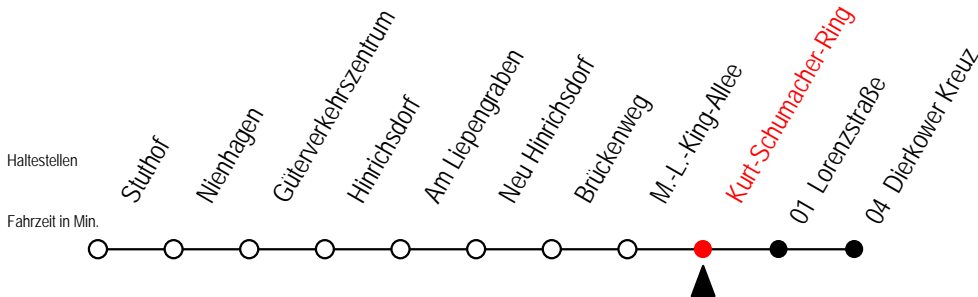 Haltestellen
Fahrzeit in Min.
Stuthof
Nienhagen
Güterverkehrszentrum
Hinrichsdorf
Am Liepengraben
Neu Hinrichsdorf
Brückenweg
M.-L.-King-Allee
Kurt-Schumacher-Ring
01 Lorenzstraße
04 Dierkower Kreuz